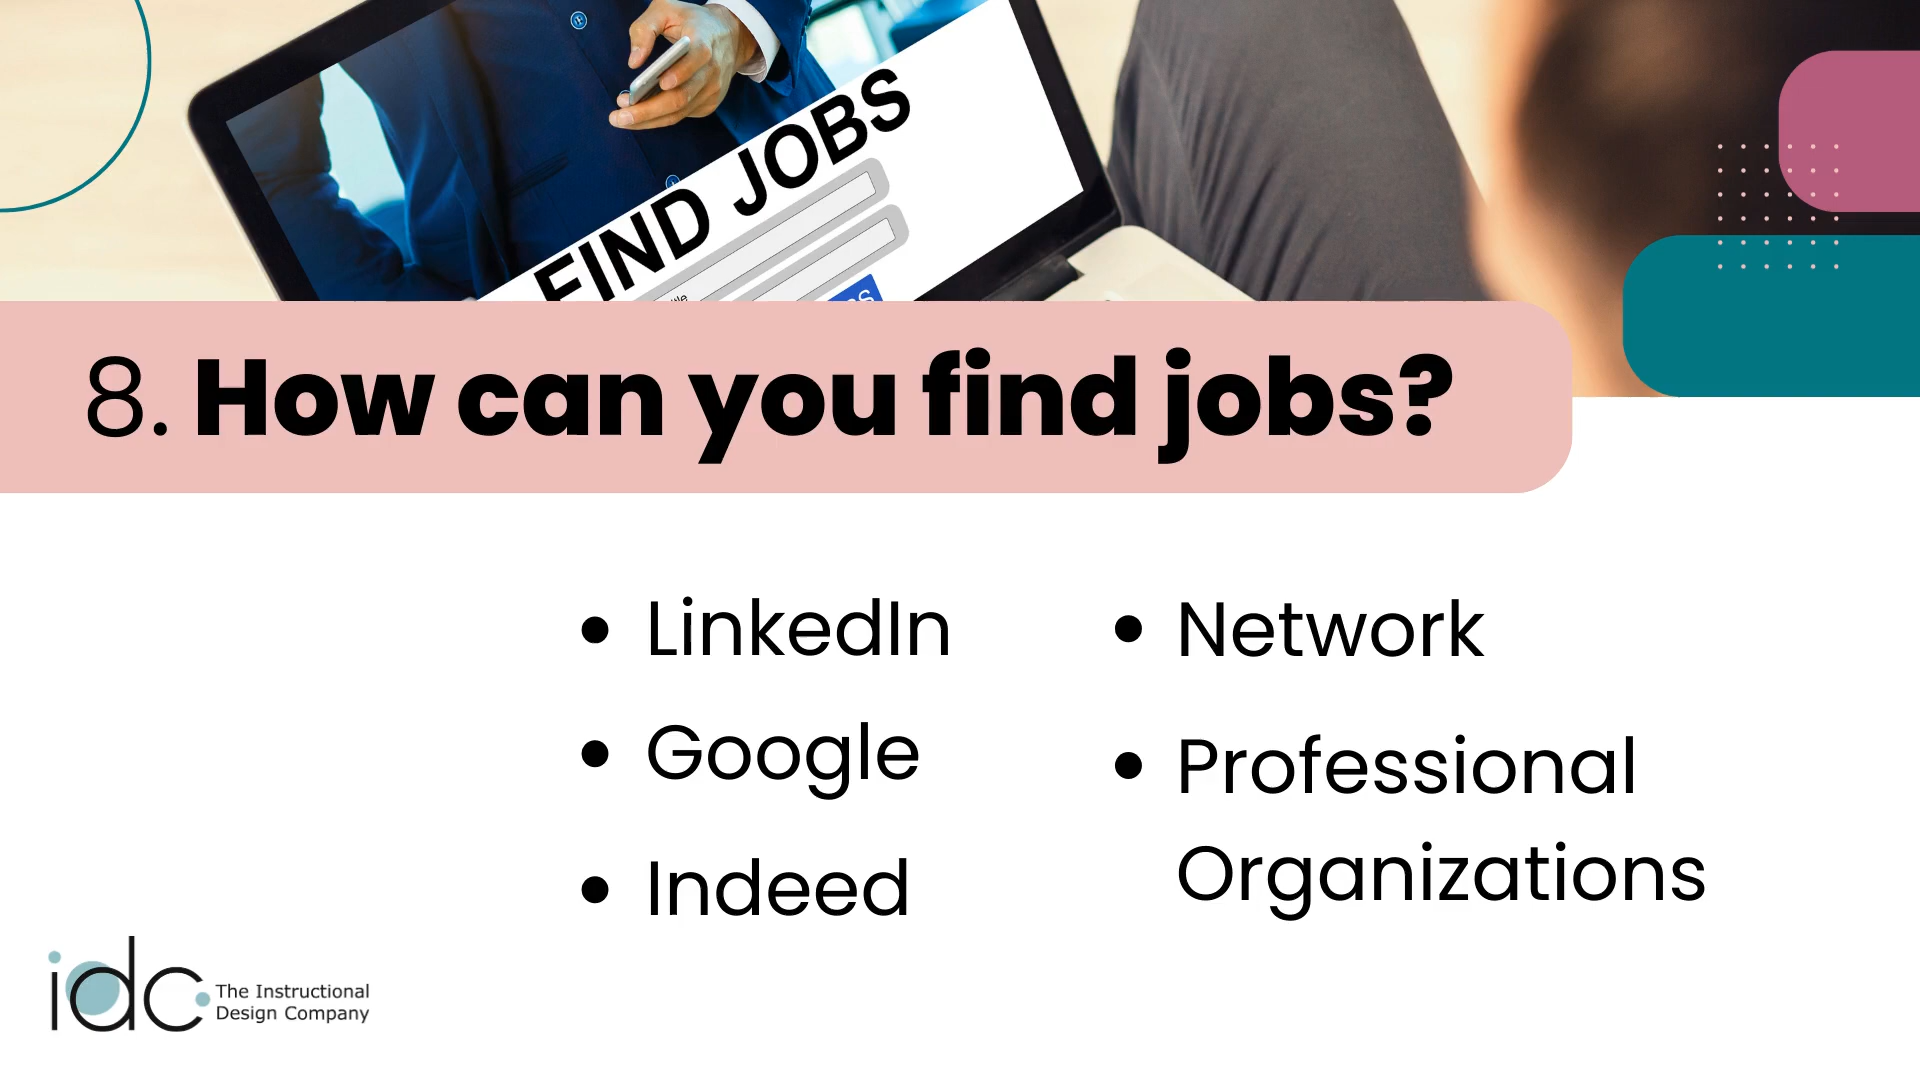 FIND JOBS
8. How can you find jobs?
• LinkedIn
• Google
• Indeed
• Network
• Professional
Organizations
idc
The Instructional
Design Company